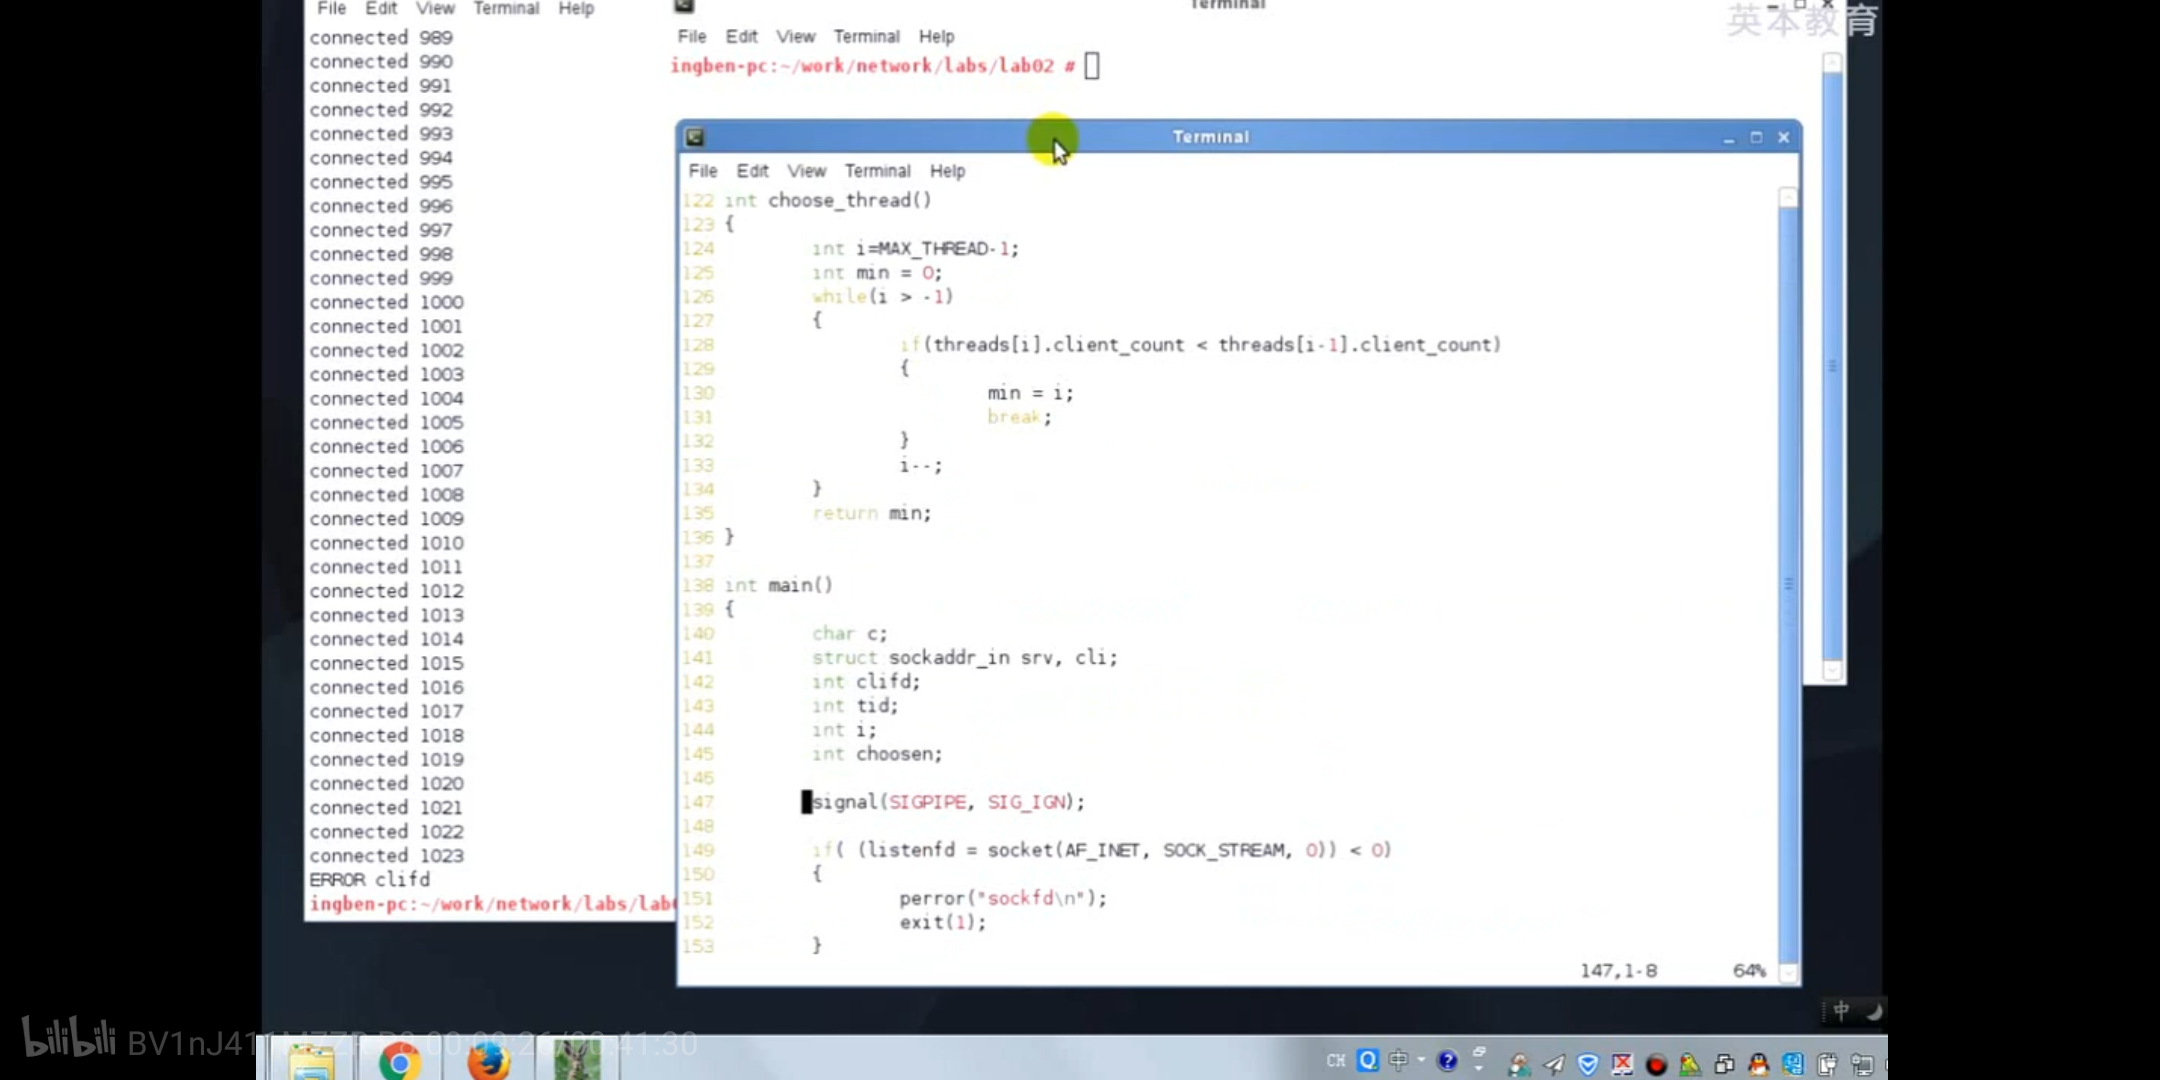 File Edit View Terminal Help
connected 989
connected 990
connected 991
connected 992
connected 993
connected 994
connected 995
connected 996
connected 997
connected 998
connected 999
connected 1000
connected 1001
connected 1002
connected 1003
connected 1004
connected 1005
connected 1006
connected 1007
connected 1008
connected 1009
connected 1010
connected 1011
connected 1012
connected 1013
connected 1014
connected 1015
connected 1016
connected 1017
connected 1018
connected 1019
connected 1020
connected 1021
connected 1022
connected 1023
ERROR clifd
ingben-pc:~/work/network/labs/lab
Terminal
英本教育
File Edit View Terminal Help
ingben-pc:~/work/network/labs/lab02 #
Terminal
File Edit View Terminal Help
122 int choose_thread()
123 {
124 int i=MAX_THREAD-1;
125 int min = 0;
126 while(i > -1)
127 {
128 if(threads[i].client_count < threads[i-1].client_count)
129 {
130 min = i;
131 break;
132 }
133 i--;
134 }
135 return min;
136 }
137
138 int main()
139 {
140 char c;
141 struct sockaddr_in srv, cli;
142 int clifd;
143 int tid;
144 int i;
145 int choosen;
146
147 signal(SIGPIPE, SIG_IGN);
148
149 if( (listenfd = socket(AF_INET, SOCK_STREAM, 0)) < 0)
150 {
151 perror("sockfd\n");
152 exit(1);
153 }
147,1-8 64%
中
bilibili
CH 中